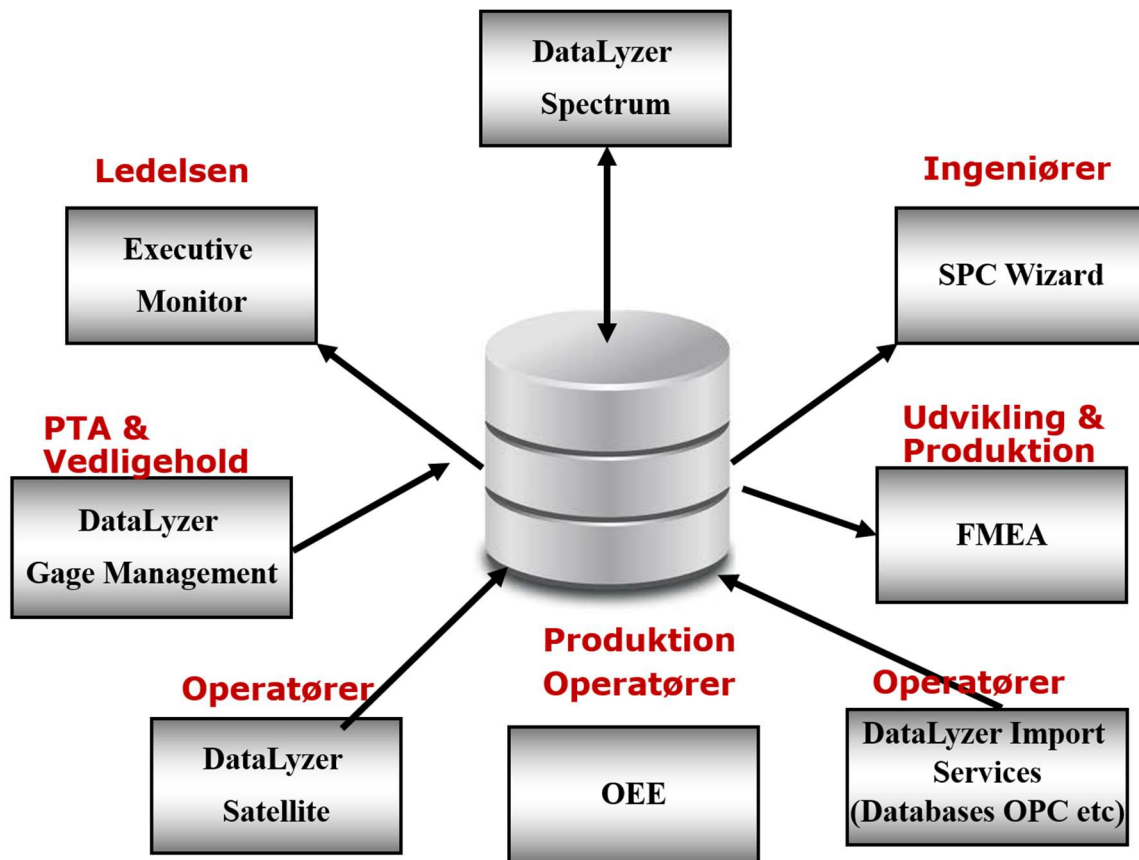 DataLyzer
Spectrum
Ledelsen
Executive
Monitor
Ingeniører
SPC Wizard
PTA &
Vedligehold
DataLyzer
Gage Management
Udvikling &
Produktion
FMEA
Operatører
DataLyzer
Satellite
Produktion
Operatører
OEE
Operatører
DataLyzer Import
Services
(Databases OPC etc)